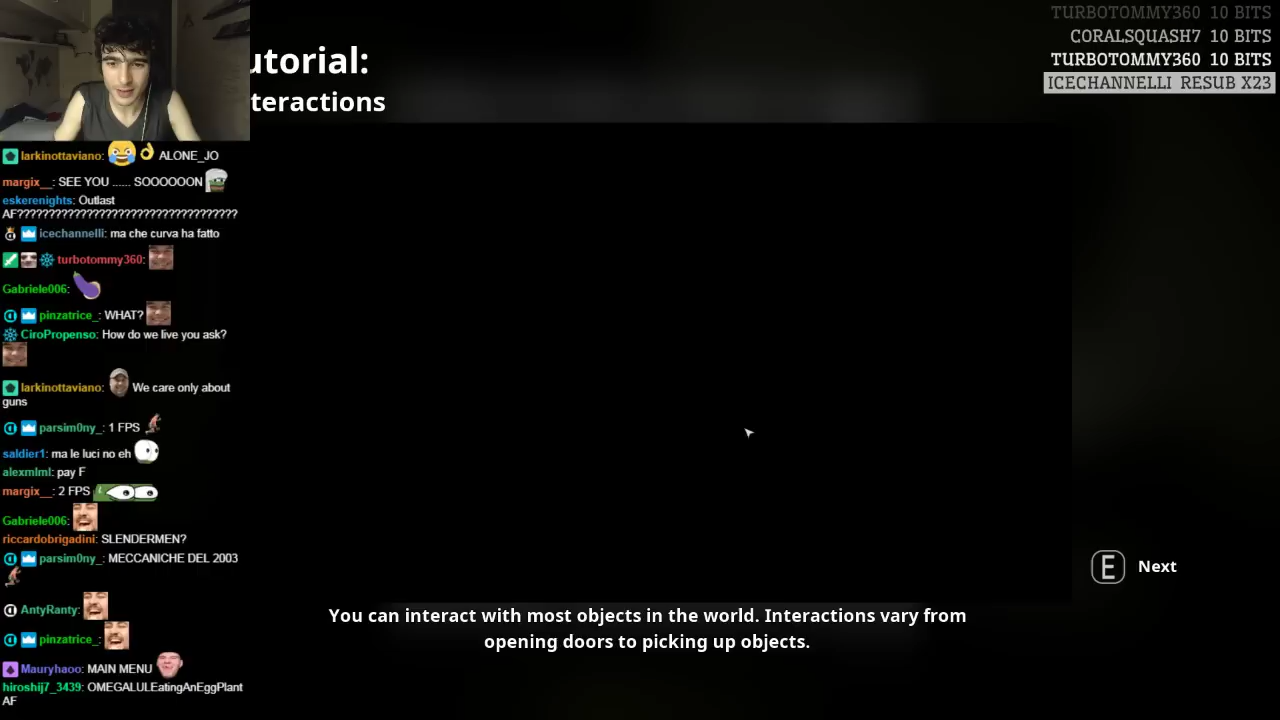 TURBOTOMMY360 10 BITS
CORALSQUASH7 10 BITS
TURBOTOMMY360 10 BITS
ICECHANNELLI RESUB X23
utorial:
teractions
larkinottaviano: ALONE_JO
margix__: SEE YOU ...... SOOOOOON
eskerenights: Outlast
AF??????????????????????????????????
icechannelli: ma che curva ha fatto
turbotommy360:
Gabriele006:
pinzatrice_: WHAT?
CiroPropenso: How do we live you ask?
larkinottaviano: We care only about
guns
parsim0ny_: 1 FPS
saldier1: ma le luci no eh
alexmlml: pay F
margix__: 2 FPS
Gabriele006:
riccardobrigadini: SLENDERMEN?
parsim0ny_: MECCANICHE DEL 2003
AntyRanty:
pinzatrice_:
Mauryhaoo: MAIN MENU
hiroshij7_3439: OMEGALULEatingAnEggPlant
AF
E Next
You can interact with most objects in the world. Interactions vary from
opening doors to picking up objects.